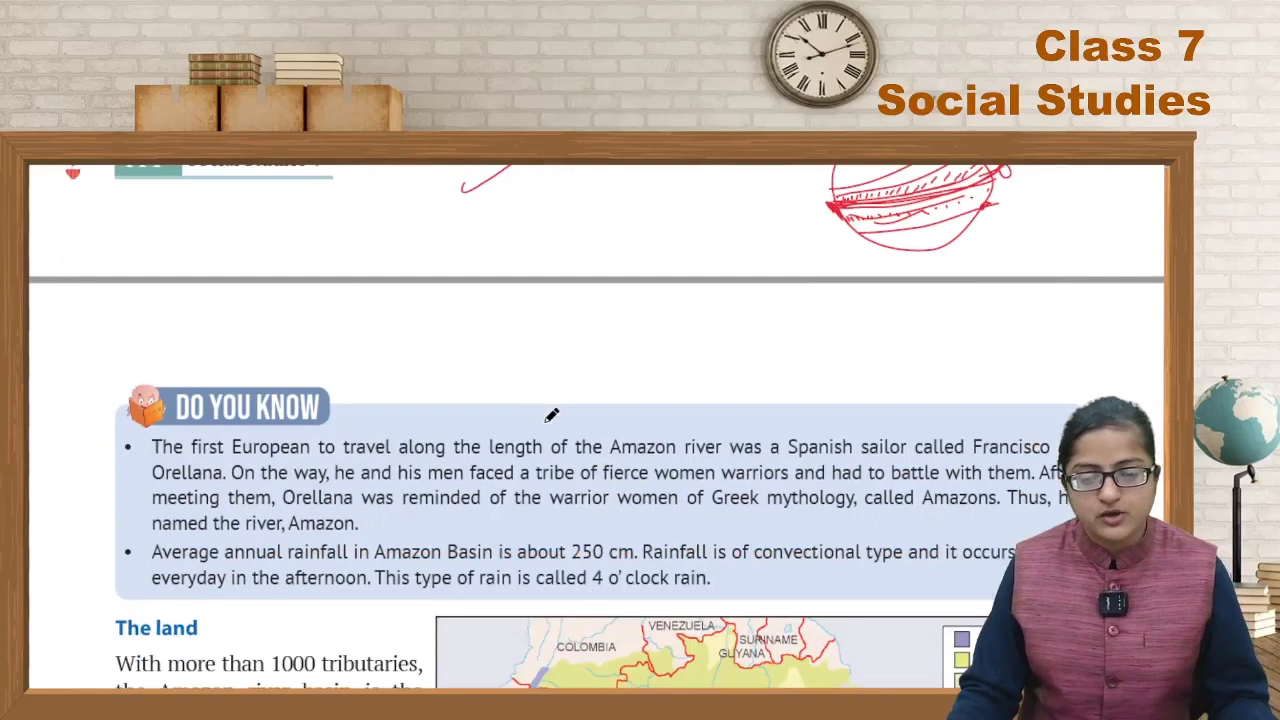 Class 7
Social Studies
DO YOU KNOW
• The first European to travel along the length of the Amazon river was a Spanish sailor called Francisco
Orellana. On the way, he and his men faced a tribe of fierce women warriors and had to battle with them.
meeting them, Orellana was reminded of the warrior women of Greek mythology, called Amazons. Thus,
named the river, Amazon.
• Average annual rainfall in Amazon Basin is about 250 cm. Rainfall is of convectional type and it occurs
everyday in the afternoon. This type of rain is called 4 o' clock rain.
The land
With more than 1000 tributaries,
VENEZUELA
COLOMBIA
SURINAME
GUYANA